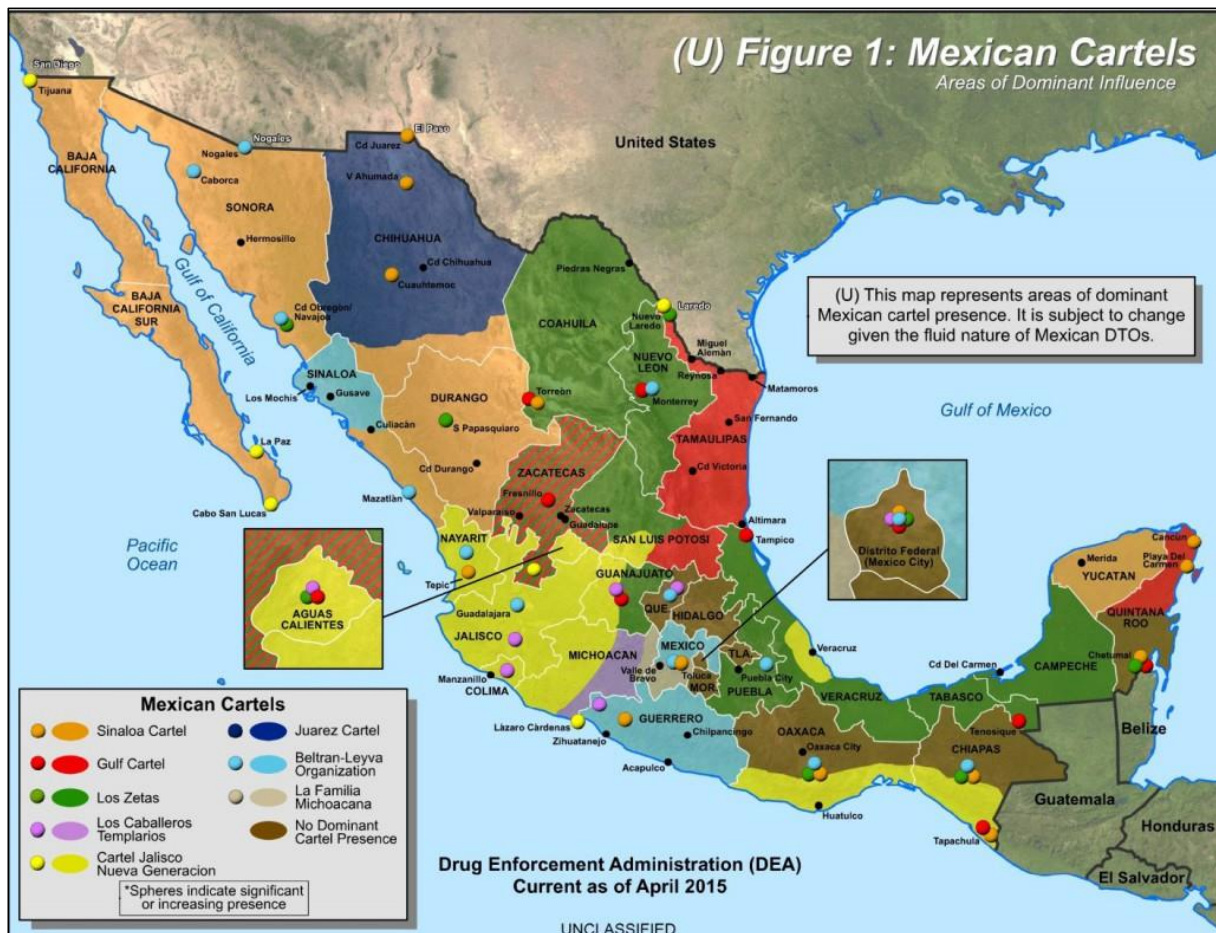 (U) Figure 1: Mexican Cartels
Areas of Dominant Influence
San Diego
Tijuana
BAJA
CALIFORNIA
Nogales
Nogales
Caborca
SONORA
Hermosillo
El Paso
Cd Juarez
V Ahumada
CHIHUAHUA
Cd Chihuahua
Cuauhtemoc
United States
Piedras Negras
(U) This map represents areas of dominant
Mexican cartel presence. It is subject to change
given the fluid nature of Mexican DTOs.
Gulf of California
BAJA
CALIFORNIA
SUR
Cd Obregón/
Navajoa
COAHUILA
Laredo
Nuevo
Laredo
Miguel
Alemàn
NUEVO
LEON
Reynosa
Matamoros
Monterrey
SINALOA
Los Mochis
Gusave
Culiacàn
DURANGO
S Papasquiaro
Cd Durango
Torreòn
San Fernando
TAMAULIPAS
Cd Victoria
Gulf of Mexico
La Paz
Cabo San Lucas
Mazatlàn
ZACATECAS
Fresnillo
Valparaiso
Zacatecas
Guadalupe
Altimara
Tampico
SAN LUIS POTOSI
Distrito Federal
(Mexico City)
Pacific
Ocean
NAYARIT
Tepic
AGUAS
CALIENTES
GUANAJUATO
QUE.
HIDALGO
Guadalajara
JALISCO
Manzanillo
COLIMA
MICHOACAN
MEXICO
Valle de
Bravo
Toluca
MOR.
TLA.
Puebla City
PUEBLA
Veracruz
VERACRUZ
Cancùn
Playa Del
Carmen
Merida
YUCATAN
QUINTANA
ROO
Chetumal
CAMPECHE
Cd Del Carmen
TABASCO
Tenosique
Belize
Làzaro Càrdenas
Zihuatanejo
GUERRERO
Chilpancingo
Acapulco
OAXACA
Oaxaca City
Huatulco
CHIAPAS
Tapachula
Guatemala
Honduras
El Salvador
Mexican Cartels
Sinaloa Cartel
Juarez Cartel
Gulf Cartel
Beltran-Leyva
Organization
Los Zetas
La Familia
Michoacana
Los Caballeros
Templarios
No Dominant
Cartel Presence
Cartel Jalisco
Nueva Generacion
*Spheres indicate significant
or increasing presence
Drug Enforcement Administration (DEA)
Current as of April 2015
UNCLASSIFIED